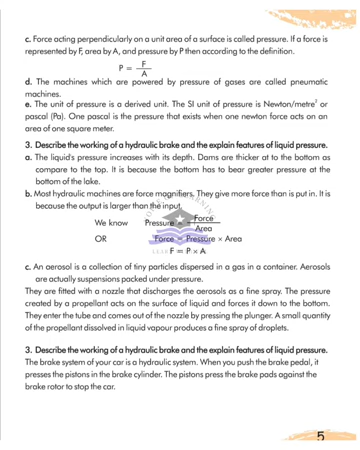 c. Force acting perpendicularly on a unit area of a surface is called pressure. If a force is
represented by F, area by A, and pressure by P then according to the definition.
P = F
A
d. The machines which are powered by pressure of gases are called pneumatic
machines.
e. The unit of pressure is a derived unit. The SI unit of pressure is Newton/metre² or
pascal (Pa). One pascal is the pressure that exists when one newton force acts on an
area of one square meter.
3. Describe the working of a hydraulic brake and the explain features of liquid pressure.
a. The liquid's pressure increases with its depth. Dams are thicker at to the bottom as
compare to the top. It is because the bottom has to bear greater pressure at the
bottom of the lake.
b. Most hydraulic machines are force magnifiers. They give more force than is put in. It is
because the output is larger than the input.
We know Pressure = Force
Area
OR Force = Pressure × Area
F = P × A
c. An aerosol is a collection of tiny particles dispersed in a gas in a container. Aerosols
are actually suspensions packed under pressure.
They are fitted with a nozzle that discharges the aerosols as a fine spray. The pressure
created by a propellant acts on the surface of liquid and forces it down to the bottom.
They enter the tube and comes out of the nozzle by pressing the plunger. A small quantity
of the propellant dissolved in liquid vapour produces a fine spray of droplets.
3. Describe the working of a hydraulic brake and the explain features of liquid pressure.
The brake system of your car is a hydraulic system. When you push the brake pedal, it
presses the pistons in the brake cylinder. The pistons press the brake pads against the
brake rotor to stop the car.
5